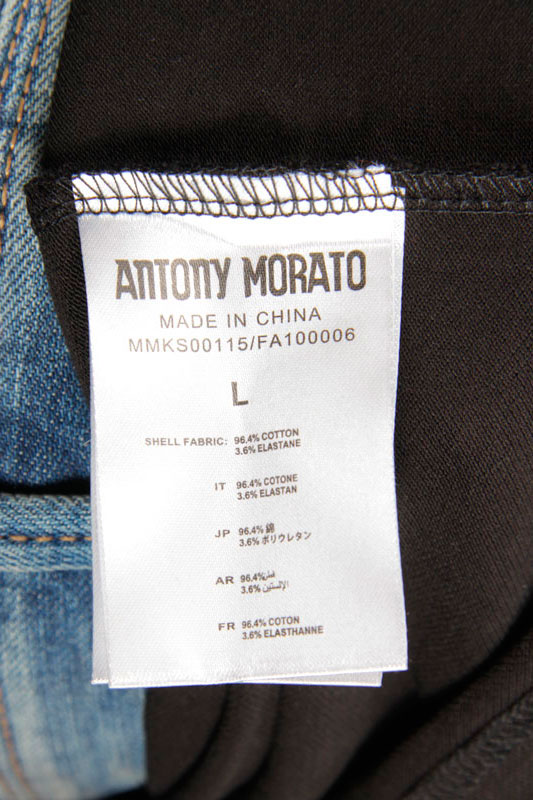 ANTONY MORATO
MADE IN CHINA
MMKS00115/FA100006
L
SHELL FABRIC: 96.4% COTTON
3.6% ELASTANE
IT 96.4% COTONE
3.6% ELASTAN
JP 96.4% 綿
3.6% ポリウレタン
AR 96.4%
3.6%
FR 96.4% COTON
3.6% ELASTHANNE